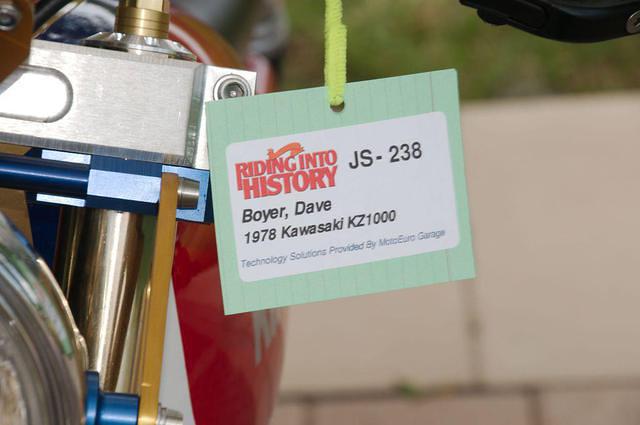 RIDING INTO
HISTORY
JS - 238
Boyer, Dave
1978 Kawasaki KZ1000
Technology Solutions Provided By MotoEuro Garage